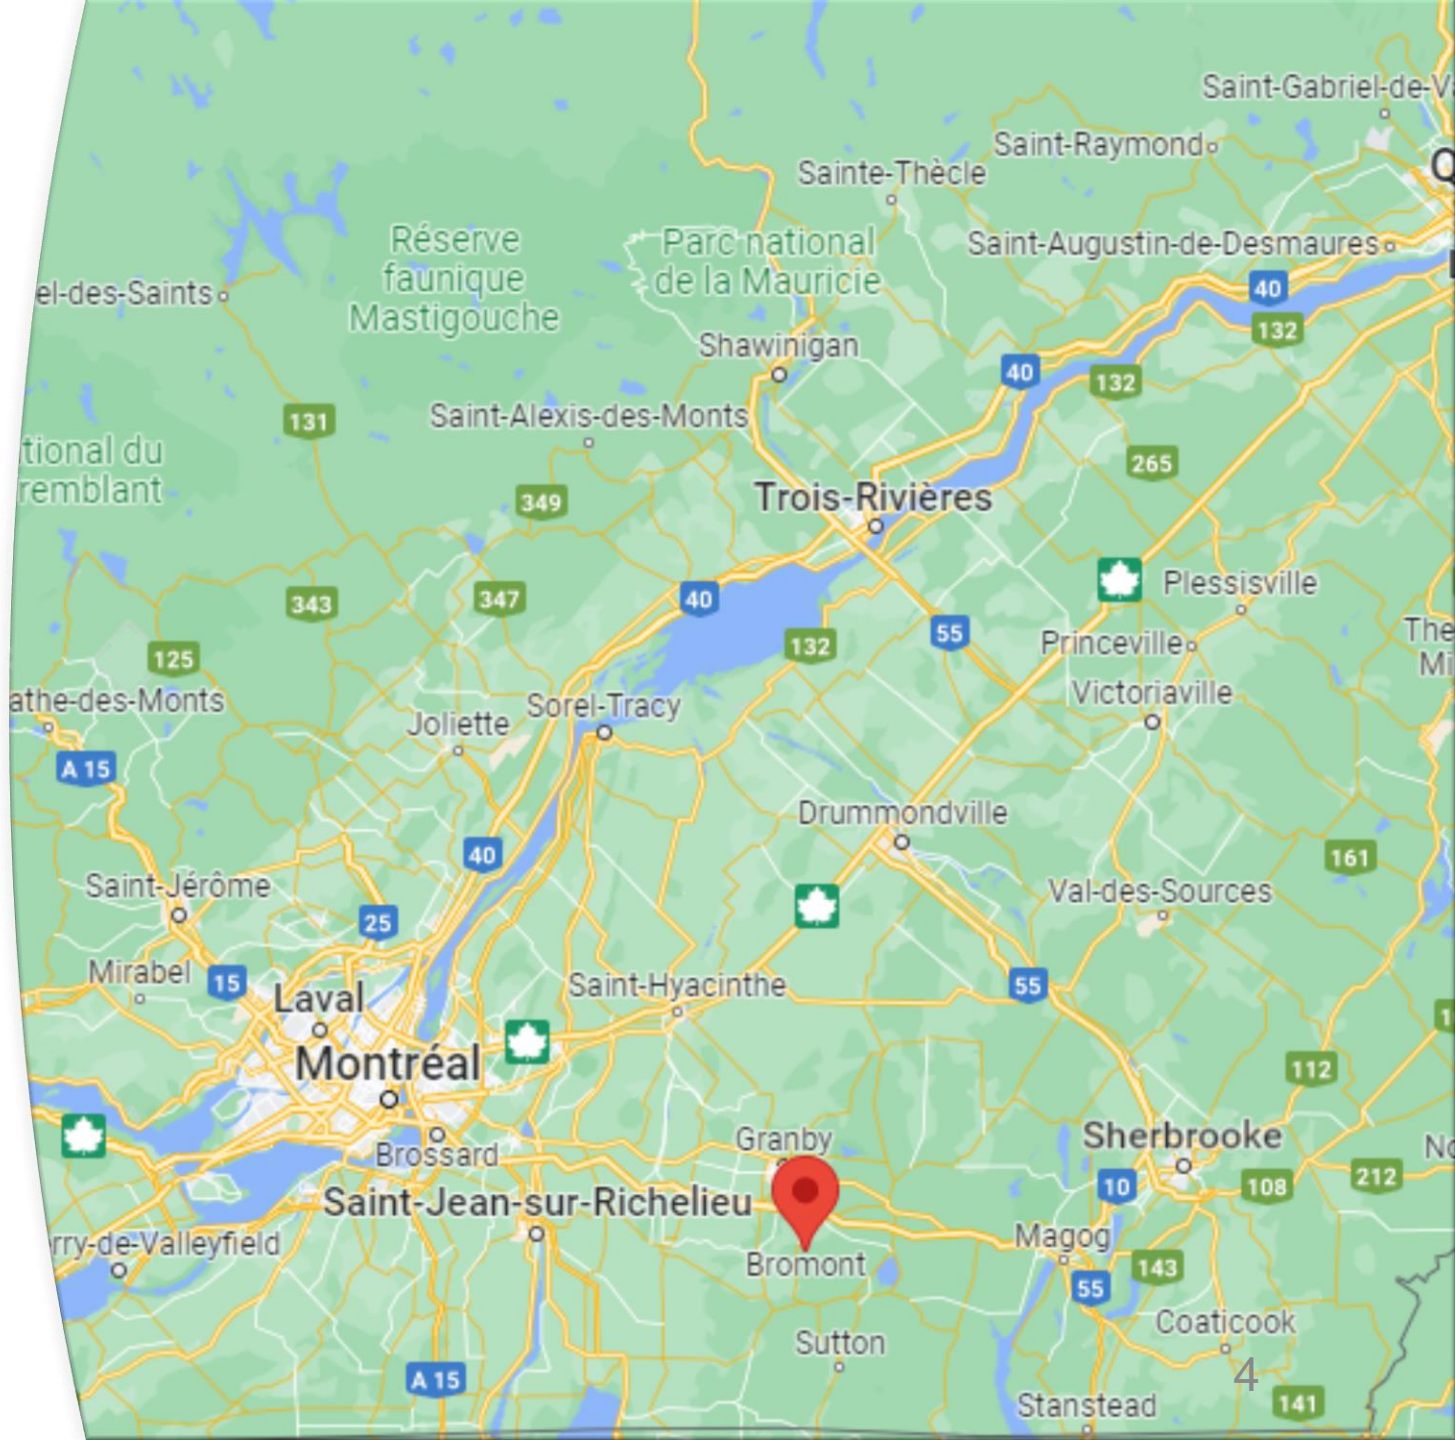 Saint-Gabriel-de-V
Saint-Raymond
Sainte-Thècle
Q
Réserve
faunique
Mastigouche
Parc national
de la Mauricie
Saint-Augustin-de-Desmaures
el-des-Saints
40
132
Shawinigan
40
132
131
Saint-Alexis-des-Monts
tional du
remblant
265
349
Trois-Rivières
Plessisville
343
347
40
55
132
Princeville
The
Mi
125
athe-des-Monts
Joliette
Sorel-Tracy
Victoriaville
A 15
Drummondville
40
161
Saint-Jérôme
25
Val-des-Sources
Mirabel
15
Laval
Saint-Hyacinthe
55
1
Montréal
112
Brossard
Granby
Sherbrooke
No
10
108
212
Saint-Jean-sur-Richelieu
rry-de-Valleyfield
Bromont
Magog
143
55
Coaticook
Sutton
4
A 15
Stanstead
141